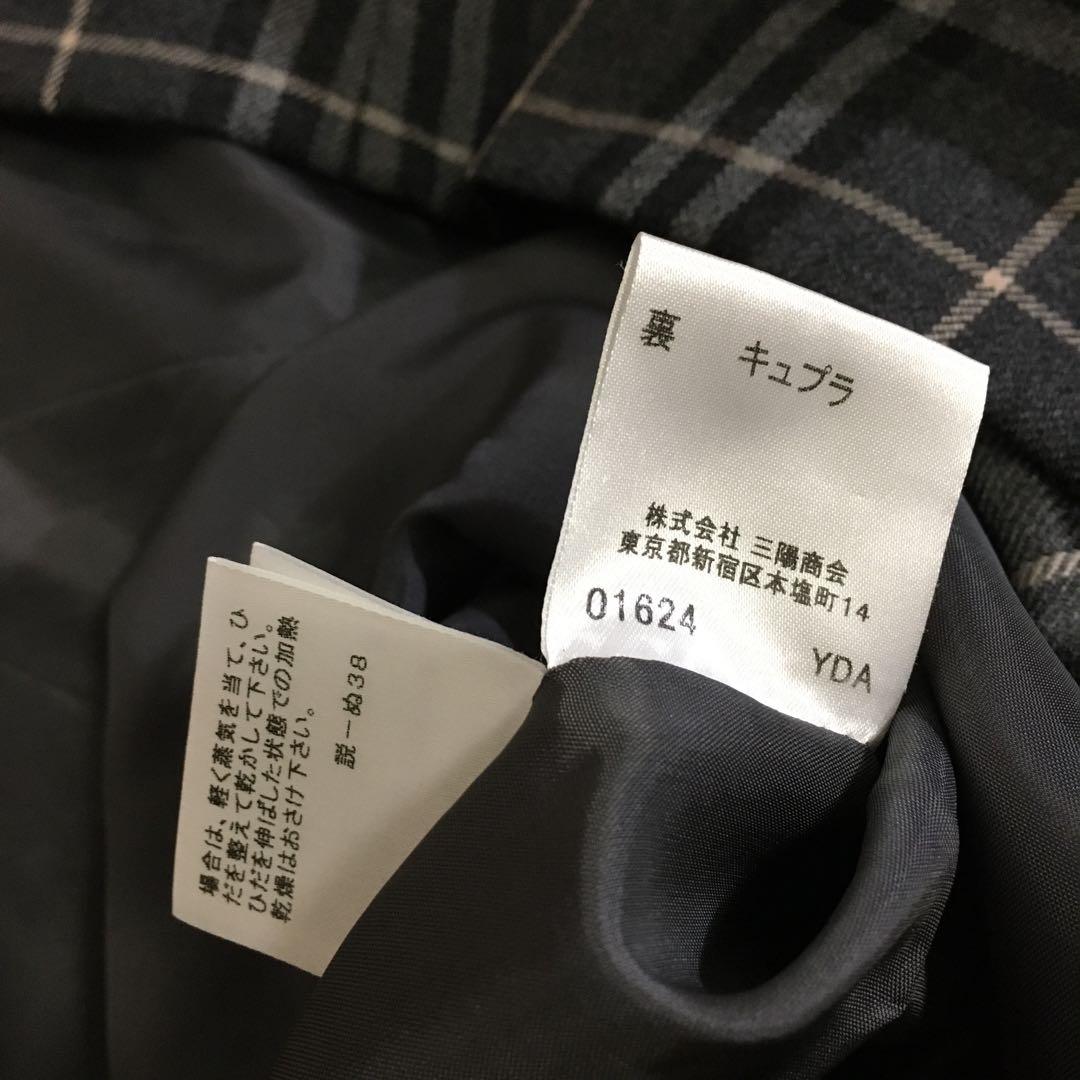 裏 キュプラ
株式会社 三陽商会
東京都新宿区本塩町14
01624
YDA
場合は、軽く蒸気を当て、ひ
だを整えて乾かして下さい。
ひだを伸ばした状態での加熱
乾燥はおさけ下さい。
説ーぬ38